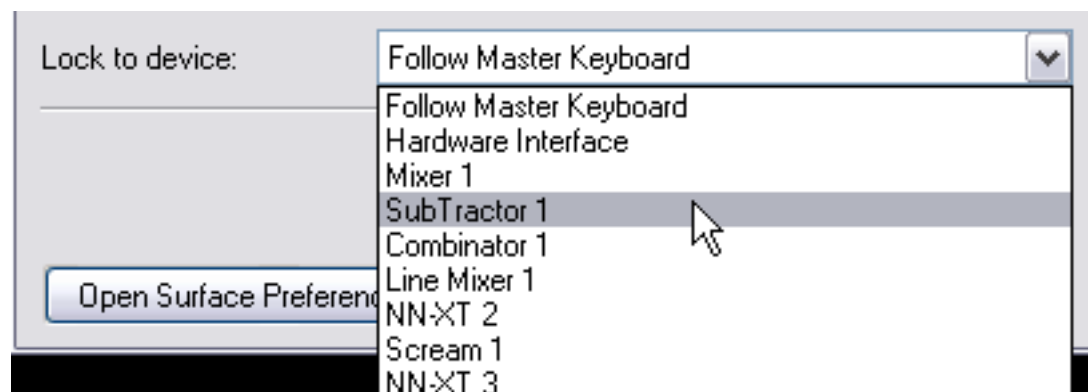 Lock to device:
Follow Master Keyboard
Follow Master Keyboard
Hardware Interface
Mixer 1
SubTractor 1
Combinator 1
Line Mixer 1
Open Surface Preferenc
NN-XT 2
Scream 1
NN-XT 3